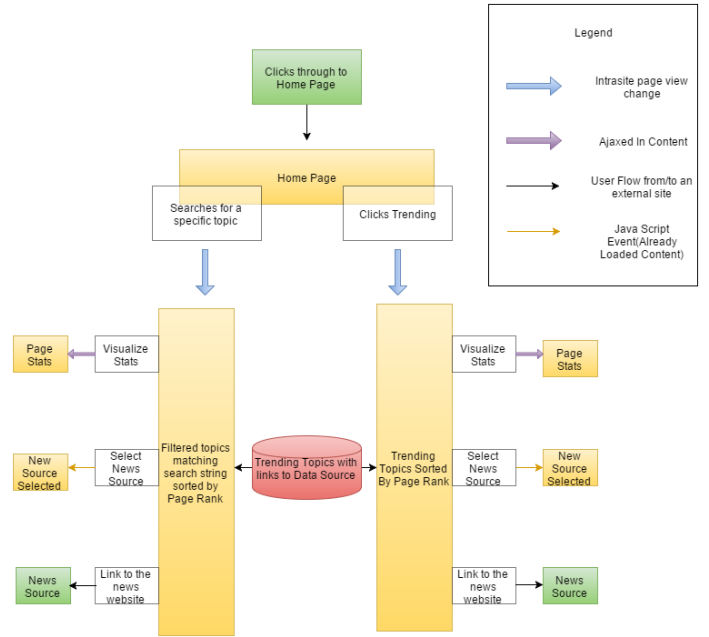 Legend
Intrasite page view
change
Ajaxed In Content
User Flow from/to an
external site
Java Script
Event(Already
Loaded Content)
Clicks through to
Home Page
Home Page
Searches for a
specific topic
Clicks Trending
Page
Stats
Visualize
Stats
Visualize
Stats
Page
Stats
New
Source
Selected
Select
News
Source
Filtered topics
matching
search string
sorted by
Page Rank
Trending Topics with
links to Data Source
Trending
Topics Sorted
By Page Rank
Select
News
Source
New
Source
Selected
News
Source
Link to the
news
website
Link to the
news
website
News
Source